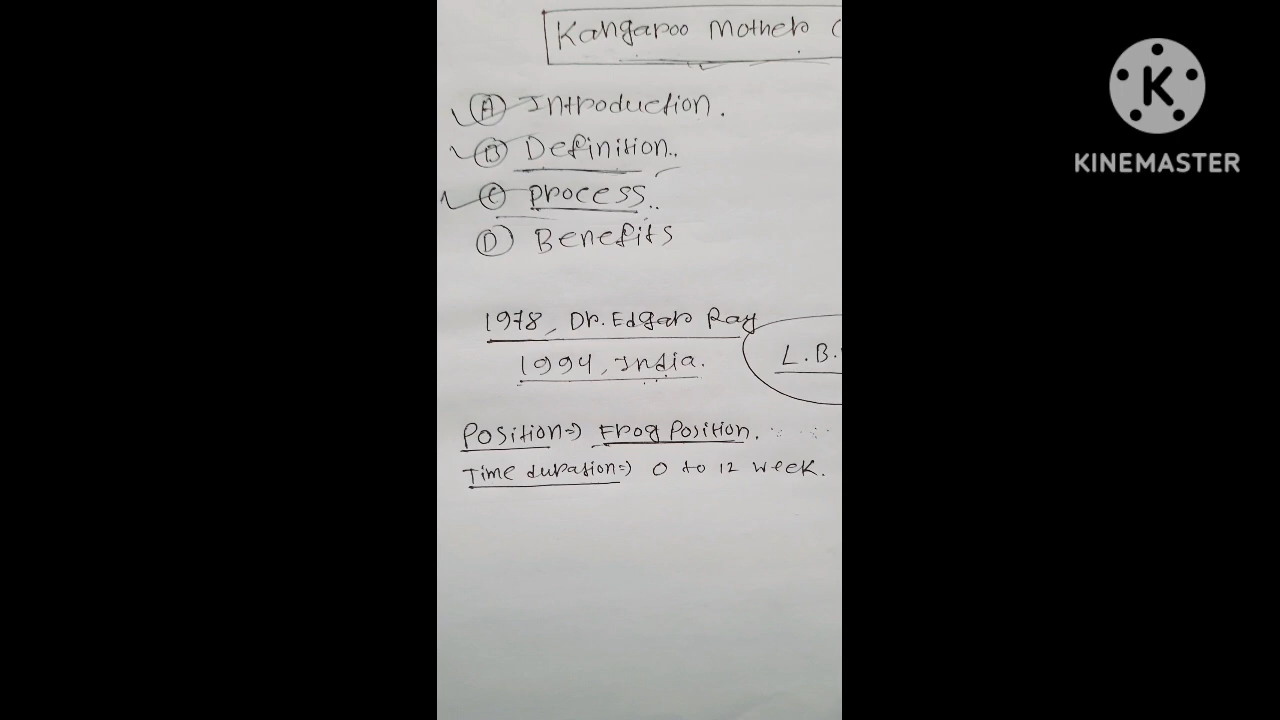 Kangaroo Mother C
(A) Introduction.
(B) Definition..
(C) Process..
(D) Benefits
1978, Dr. Edgar Ray
1994, India.
L.B.
Position => Frog Position.
Time duration => 0 to 12 week.
K
KINEMASTER